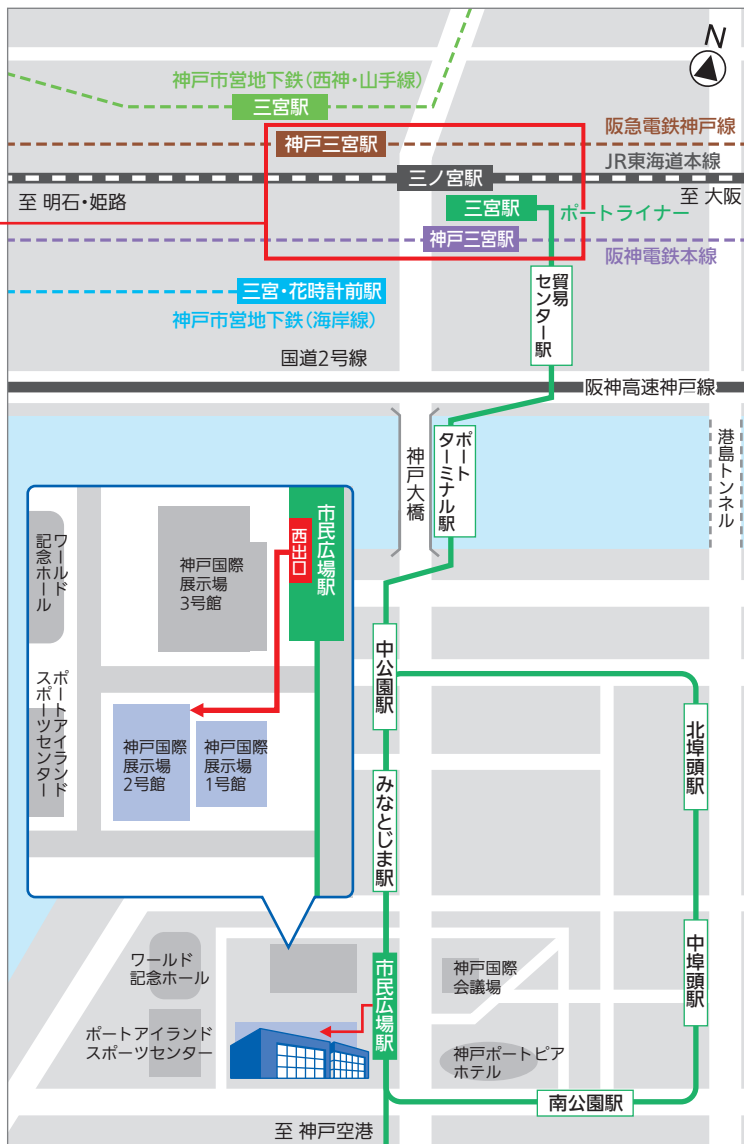 N
神戸市営地下鉄(西神・山手線)
三宮駅
阪急電鉄神戸線
神戸三宮駅
JR東海道本線
三ノ宮駅
至 明石・姫路
至 大阪
三宮駅
ポートライナー
神戸三宮駅
阪神電鉄本線
三宮・花時計前駅
神戸市営地下鉄(海岸線)
貿易
センター駅
国道2号線
阪神高速神戸線
神戸大橋
ポート
ターミナル駅
港島トンネル
市民広場駅
西出口
ワールド
記念ホール
神戸国際
展示場
3号館
ポートアイランド
スポーツセンター
神戸国際
展示場
2号館
神戸国際
展示場
1号館
中公園駅
北埠頭駅
みなとじま駅
中埠頭駅
ワールド
記念ホール
市民広場駅
神戸国際
会議場
ポートアイランド
スポーツセンター
神戸ポートピア
ホテル
南公園駅
至 神戸空港